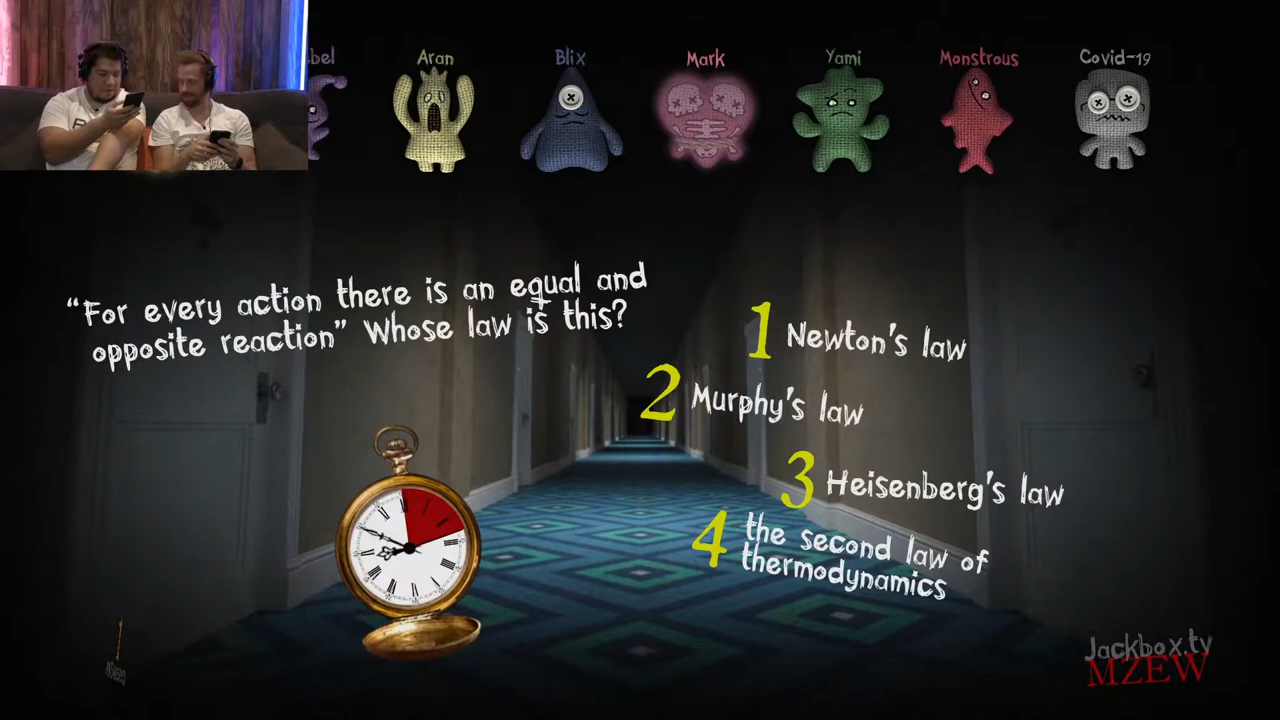 bel
Aran
Blix
Mark
Yami
Monstrous
Covid-19
“For every action there is an equal and
opposite reaction” Whose law is this?
1 Newton's law
2 Murphy's law
3 Heisenberg's law
4 the second law of
thermodynamics
Jackbox.tv
MZEW